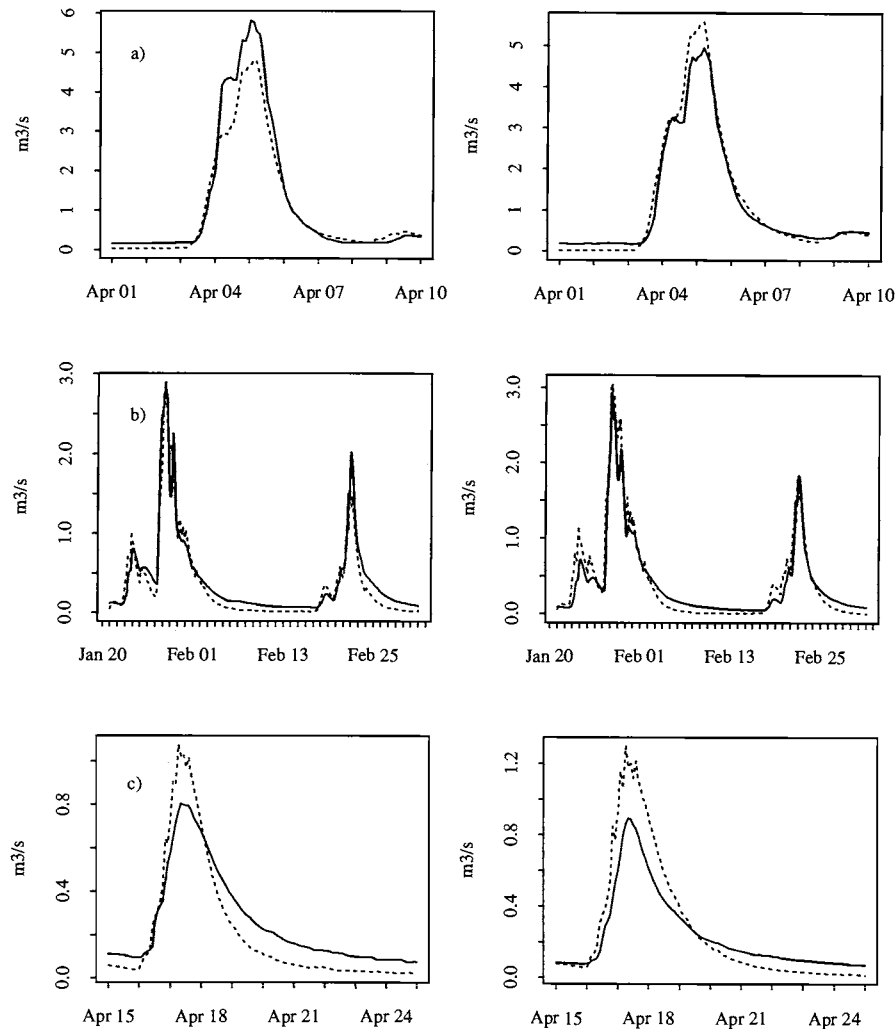 a)
m3/s
6
5
4
3
2
1
0
Apr 01 Apr 04 Apr 07 Apr 10
m3/s
5
4
3
2
1
0
Apr 01 Apr 04 Apr 07 Apr 10
b)
m3/s
3.0
2.0
1.0
0.0
Jan 20 Feb 01 Feb 13 Feb 25
m3/s
3.0
2.0
1.0
0.0
Jan 20 Feb 01 Feb 13 Feb 25
c)
m3/s
0.8
0.4
0.0
Apr 15 Apr 18 Apr 21 Apr 24
m3/s
1.2
0.8
0.4
0.0
Apr 15 Apr 18 Apr 21 Apr 24